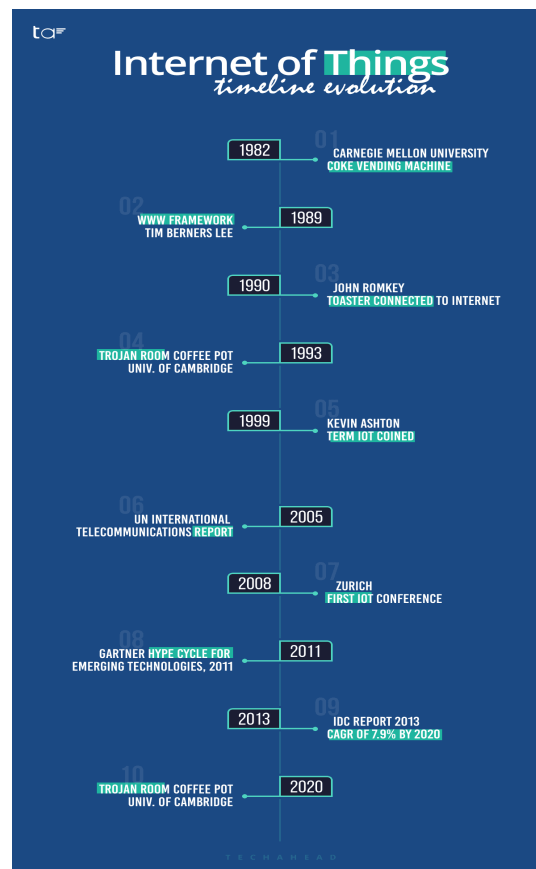 ta
Internet of Things
timeline evolution
01
1982
CARNEGIE MELLON UNIVERSITY
COKE VENDING MACHINE
02
1989
WWW FRAMEWORK
TIM BERNERS LEE
03
1990
JOHN ROMKEY
TOASTER CONNECTED TO INTERNET
04
1993
TROJAN ROOM COFFEE POT
UNIV. OF CAMBRIDGE
05
1999
KEVIN ASHTON
TERM IOT COINED
06
2005
UN INTERNATIONAL
TELECOMMUNICATIONS REPORT
07
2008
ZURICH
FIRST IOT CONFERENCE
08
2011
GARTNER HYPE CYCLE FOR
EMERGING TECHNOLOGIES, 2011
09
2013
IDC REPORT 2013
CAGR OF 7.9% BY 2020
10
2020
TROJAN ROOM COFFEE POT
UNIV. OF CAMBRIDGE
TECHAHEAD